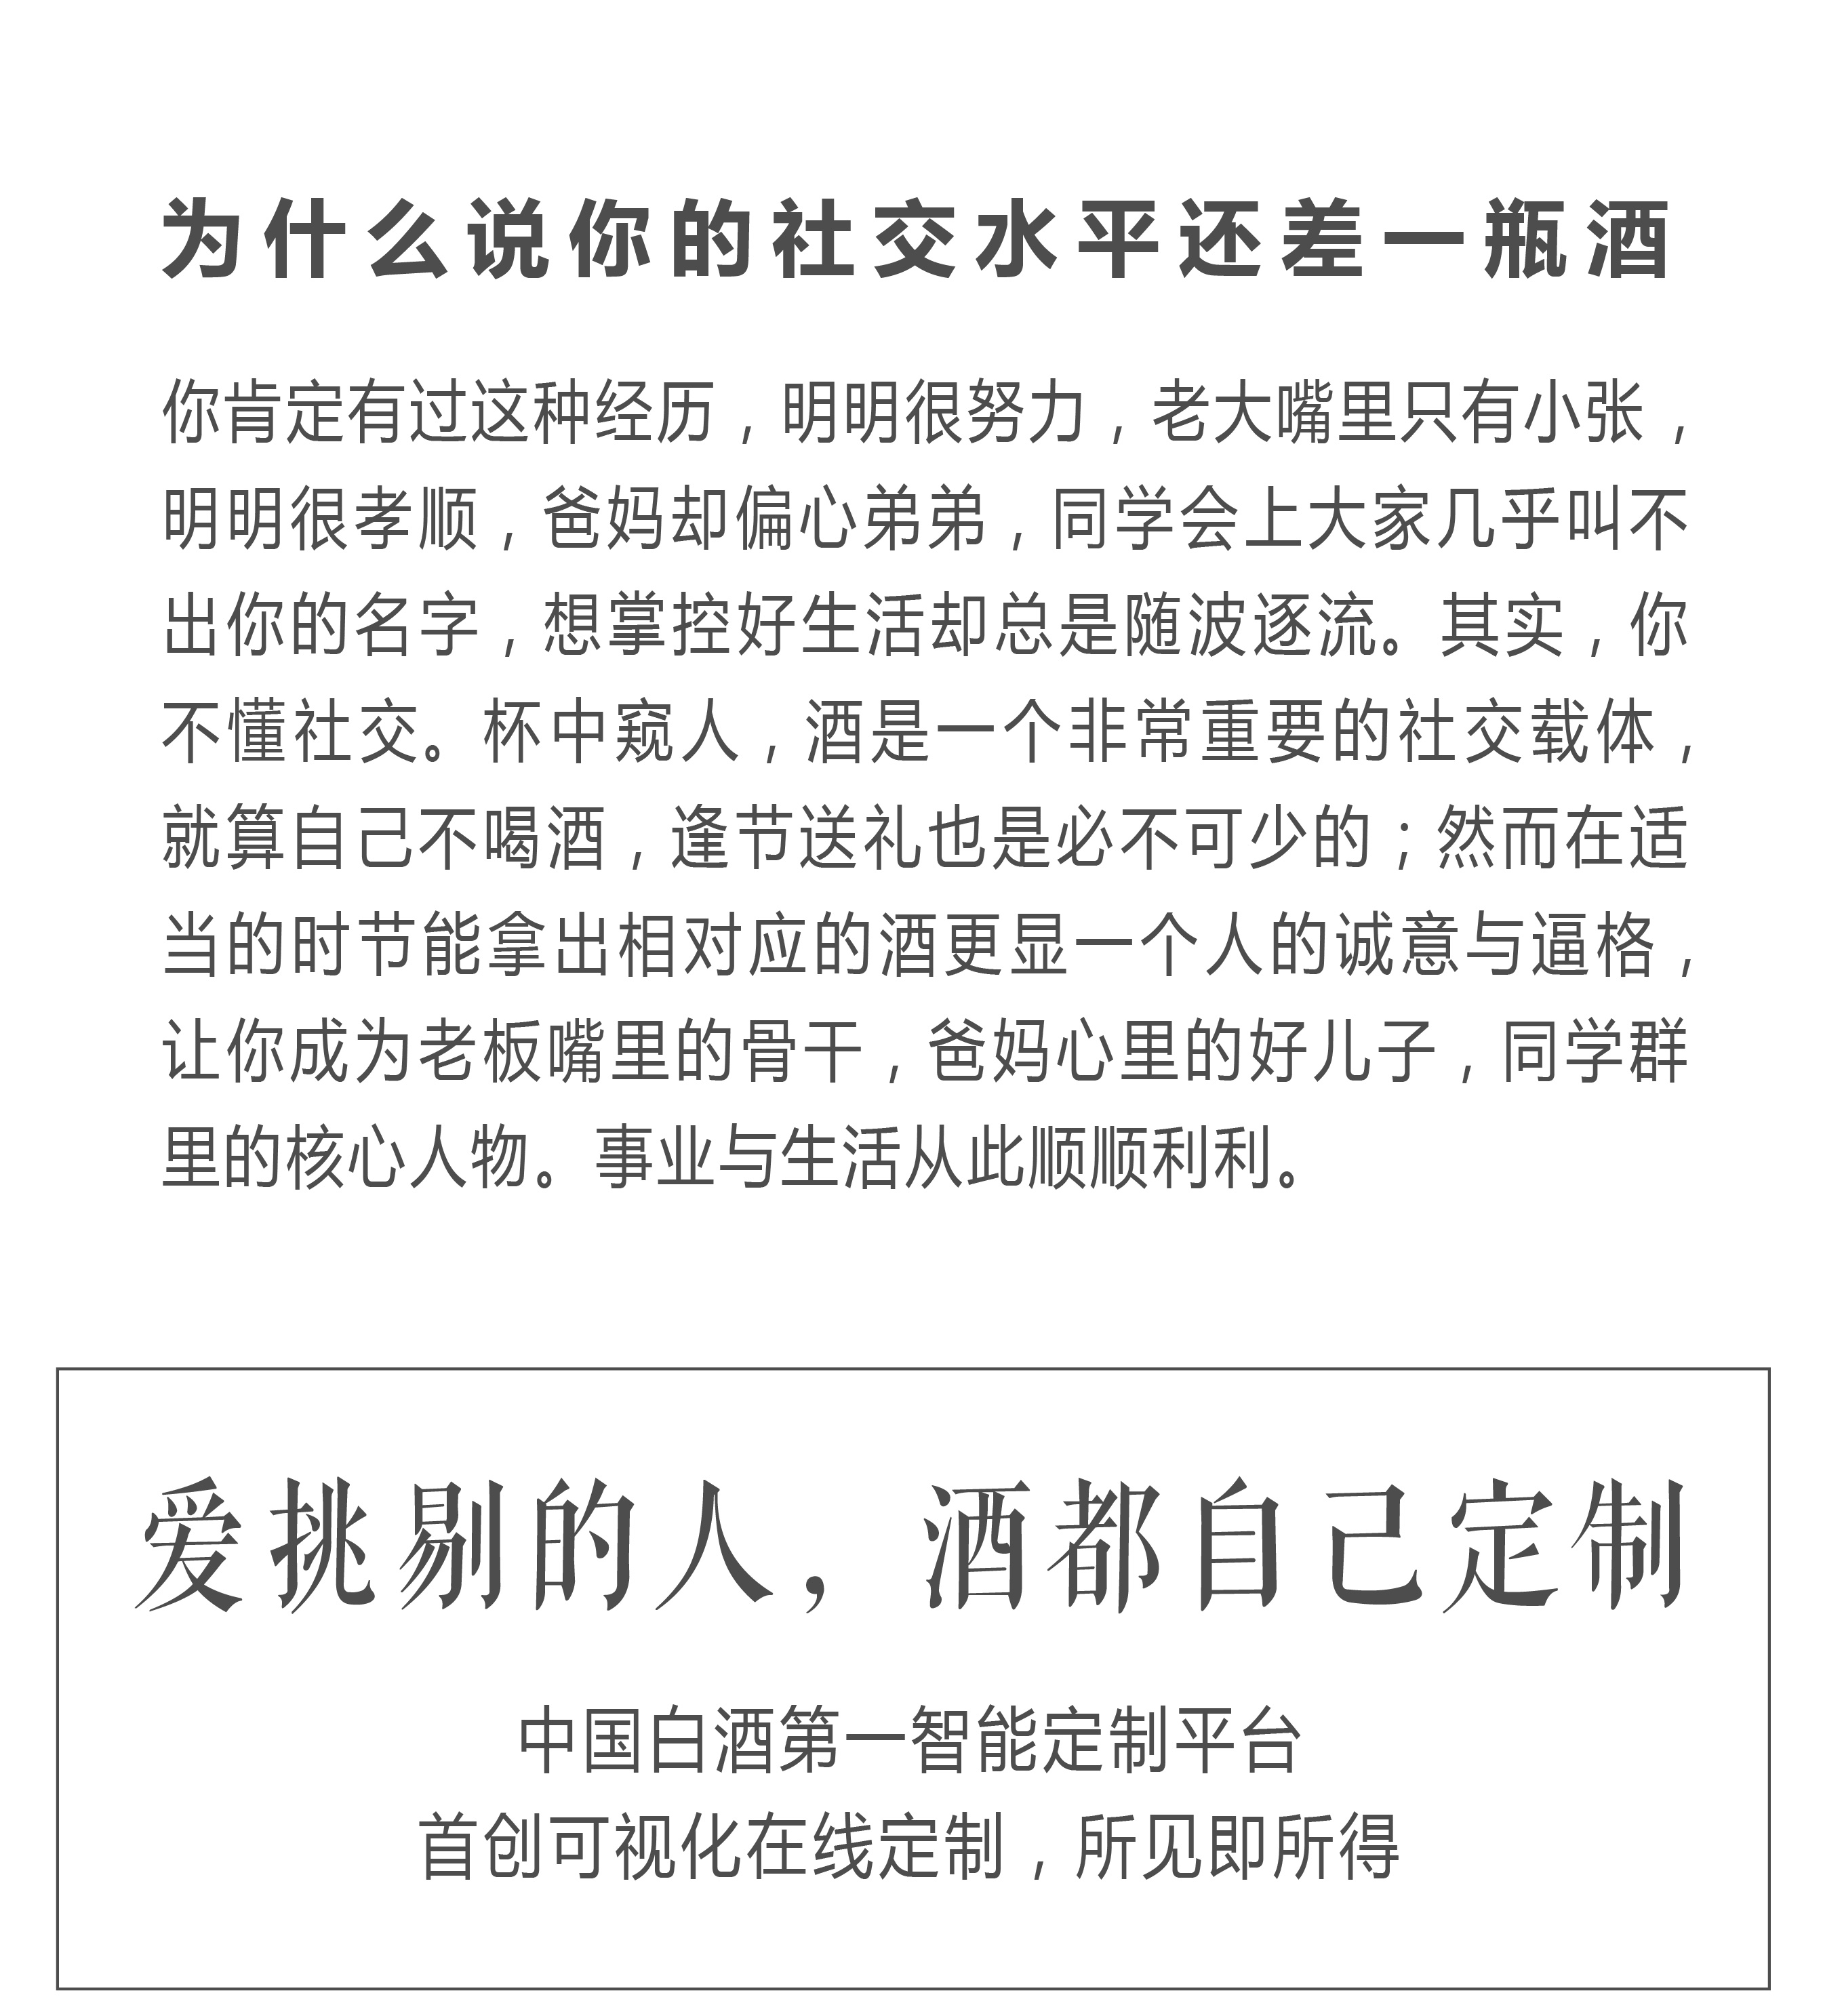 为什么说你的社交水平还差一瓶酒
你肯定有过这种经历，明明很努力，老大嘴里只有小张，
明明很孝顺，爸妈却偏心弟弟，同学会上大家几乎叫不
出你的名字，想掌控好生活却总是随波逐流。其实，你
不懂社交。杯中窥人，酒是一个非常重要的社交载体，
就算自己不喝酒，逢节送礼也是必不可少的；然而在适
当的时节能拿出相对应的酒更显一个人的诚意与逼格，
让你成为老板嘴里的骨干，爸妈心里的好儿子，同学群
里的核心人物。事业与生活从此顺顺利利。
爱挑剔的人，酒都自己定制
中国白酒第一智能定制平台
首创可视化在线定制，所见即所得